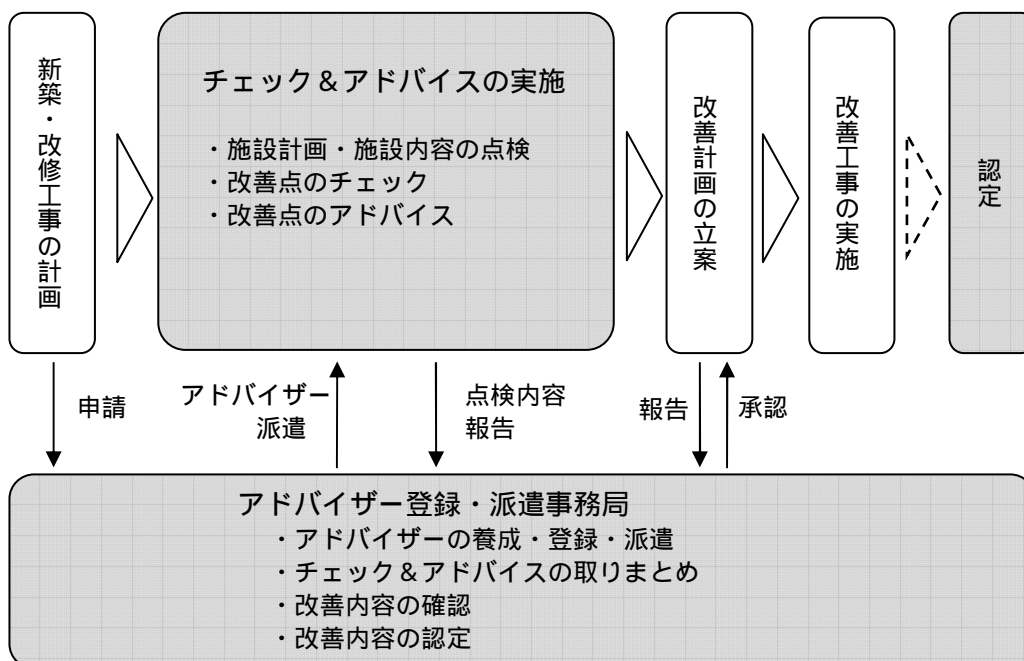 新築・改修工事の計画
チェック＆アドバイスの実施
・施設計画・施設内容の点検
・改善点のチェック
・改善点のアドバイス
改善計画の立案
改善工事の実施
認定
申請
アドバイザー
派遣
点検内容
報告
報告
承認
アドバイザー登録・派遣事務局
・アドバイザーの養成・登録・派遣
・チェック＆アドバイスの取りまとめ
・改善内容の確認
・改善内容の認定